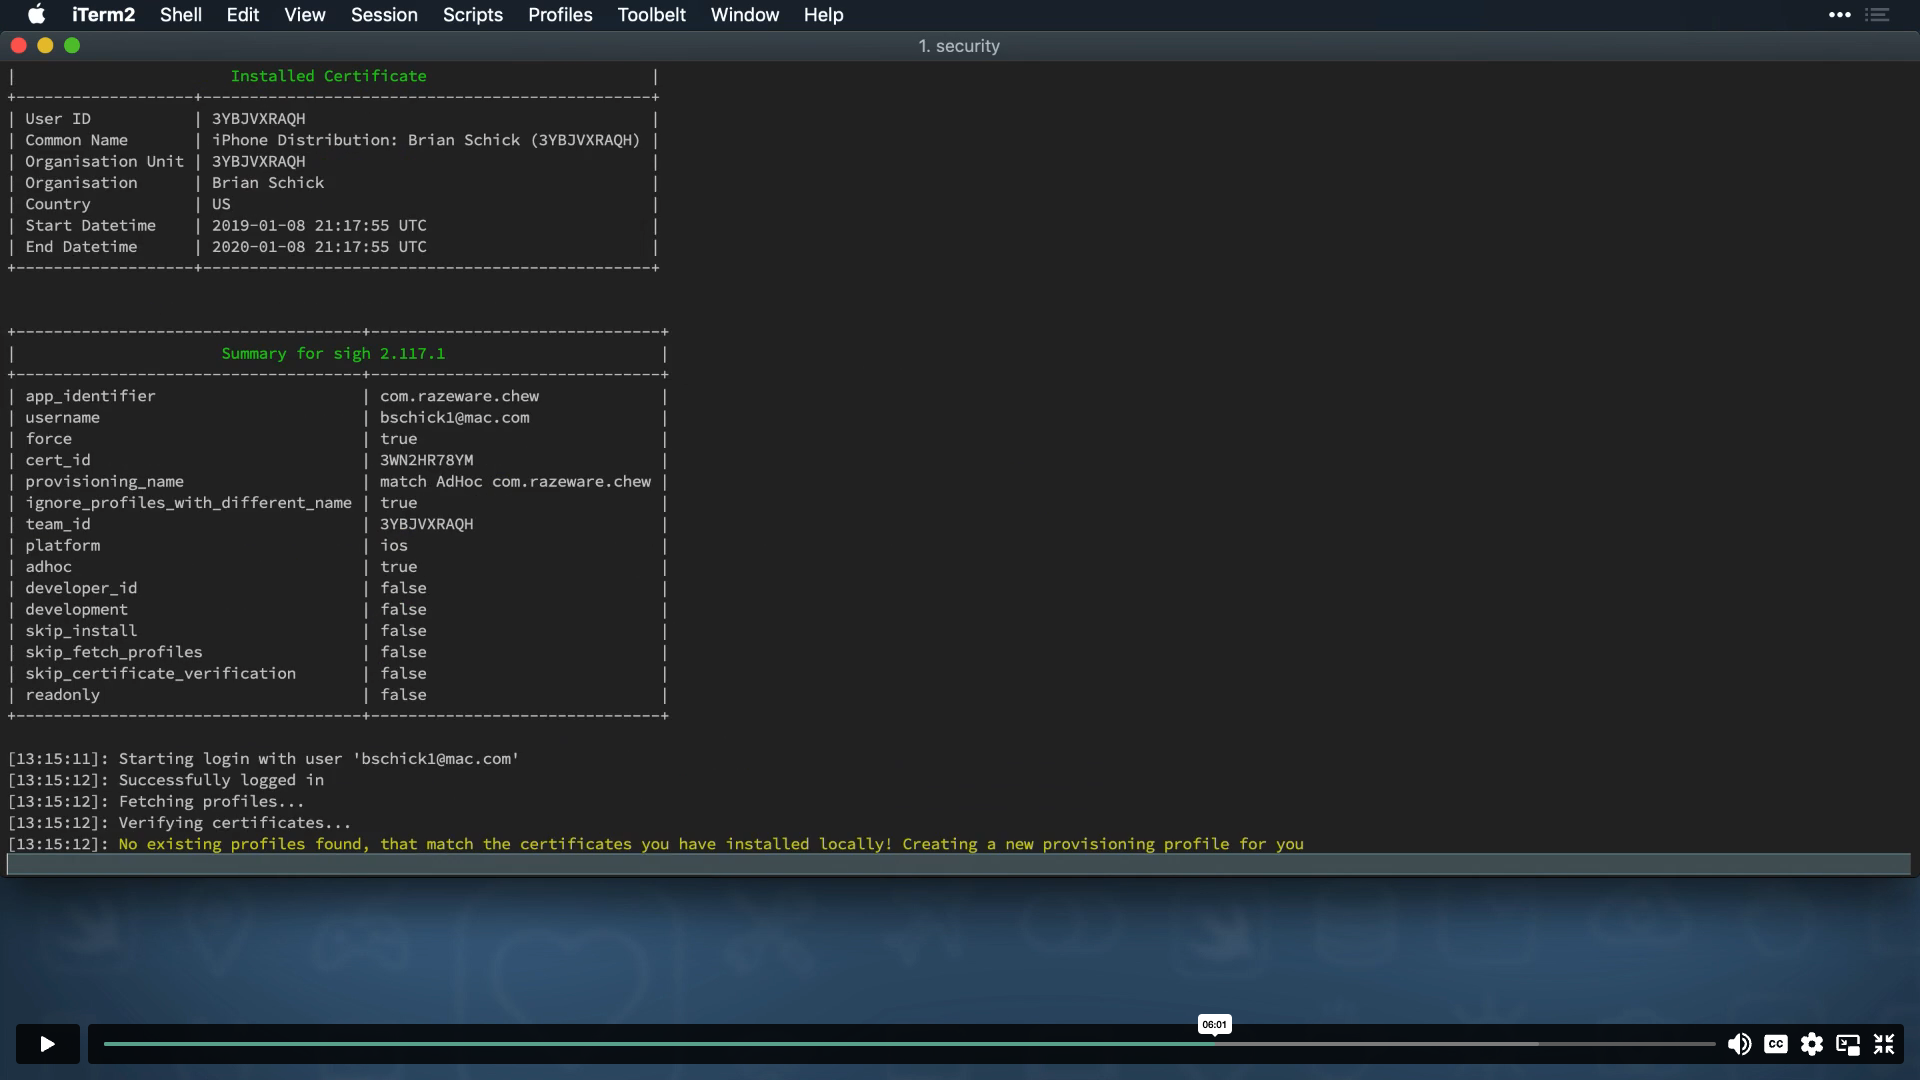 iTerm2 Shell Edit View Session Scripts Profiles Toolbelt Window Help
1. security
| Installed Certificate |
+-------------------+------------------------------------------------+
| User ID | 3YBJVXRAQH |
| Common Name | iPhone Distribution: Brian Schick (3YBJVXRAQH) |
| Organisation Unit | 3YBJVXRAQH |
| Organisation | Brian Schick |
| Country | US |
| Start Datetime | 2019-01-08 21:17:55 UTC |
| End Datetime | 2020-01-08 21:17:55 UTC |
+-------------------+------------------------------------------------+
+-------------------------------------+-------------------------------+
| Summary for sigh 2.117.1 |
+-------------------------------------+-------------------------------+
| app_identifier | com.razeware.chew |
| username | bschick1@mac.com |
| force | true |
| cert_id | 3WN2HR78YM |
| provisioning_name | match AdHoc com.razeware.chew |
| ignore_profiles_with_different_name | true |
| team_id | 3YBJVXRAQH |
| platform | ios |
| adhoc | true |
| developer_id | false |
| development | false |
| skip_install | false |
| skip_fetch_profiles | false |
| skip_certificate_verification | false |
| readonly | false |
+-------------------------------------+-------------------------------+
[13:15:11]: Starting login with user 'bschick1@mac.com'
[13:15:12]: Successfully logged in
[13:15:12]: Fetching profiles...
[13:15:12]: Verifying certificates...
[13:15:12]: No existing profiles found, that match the certificates you have installed locally! Creating a new provisioning profile for you
06:01
CC